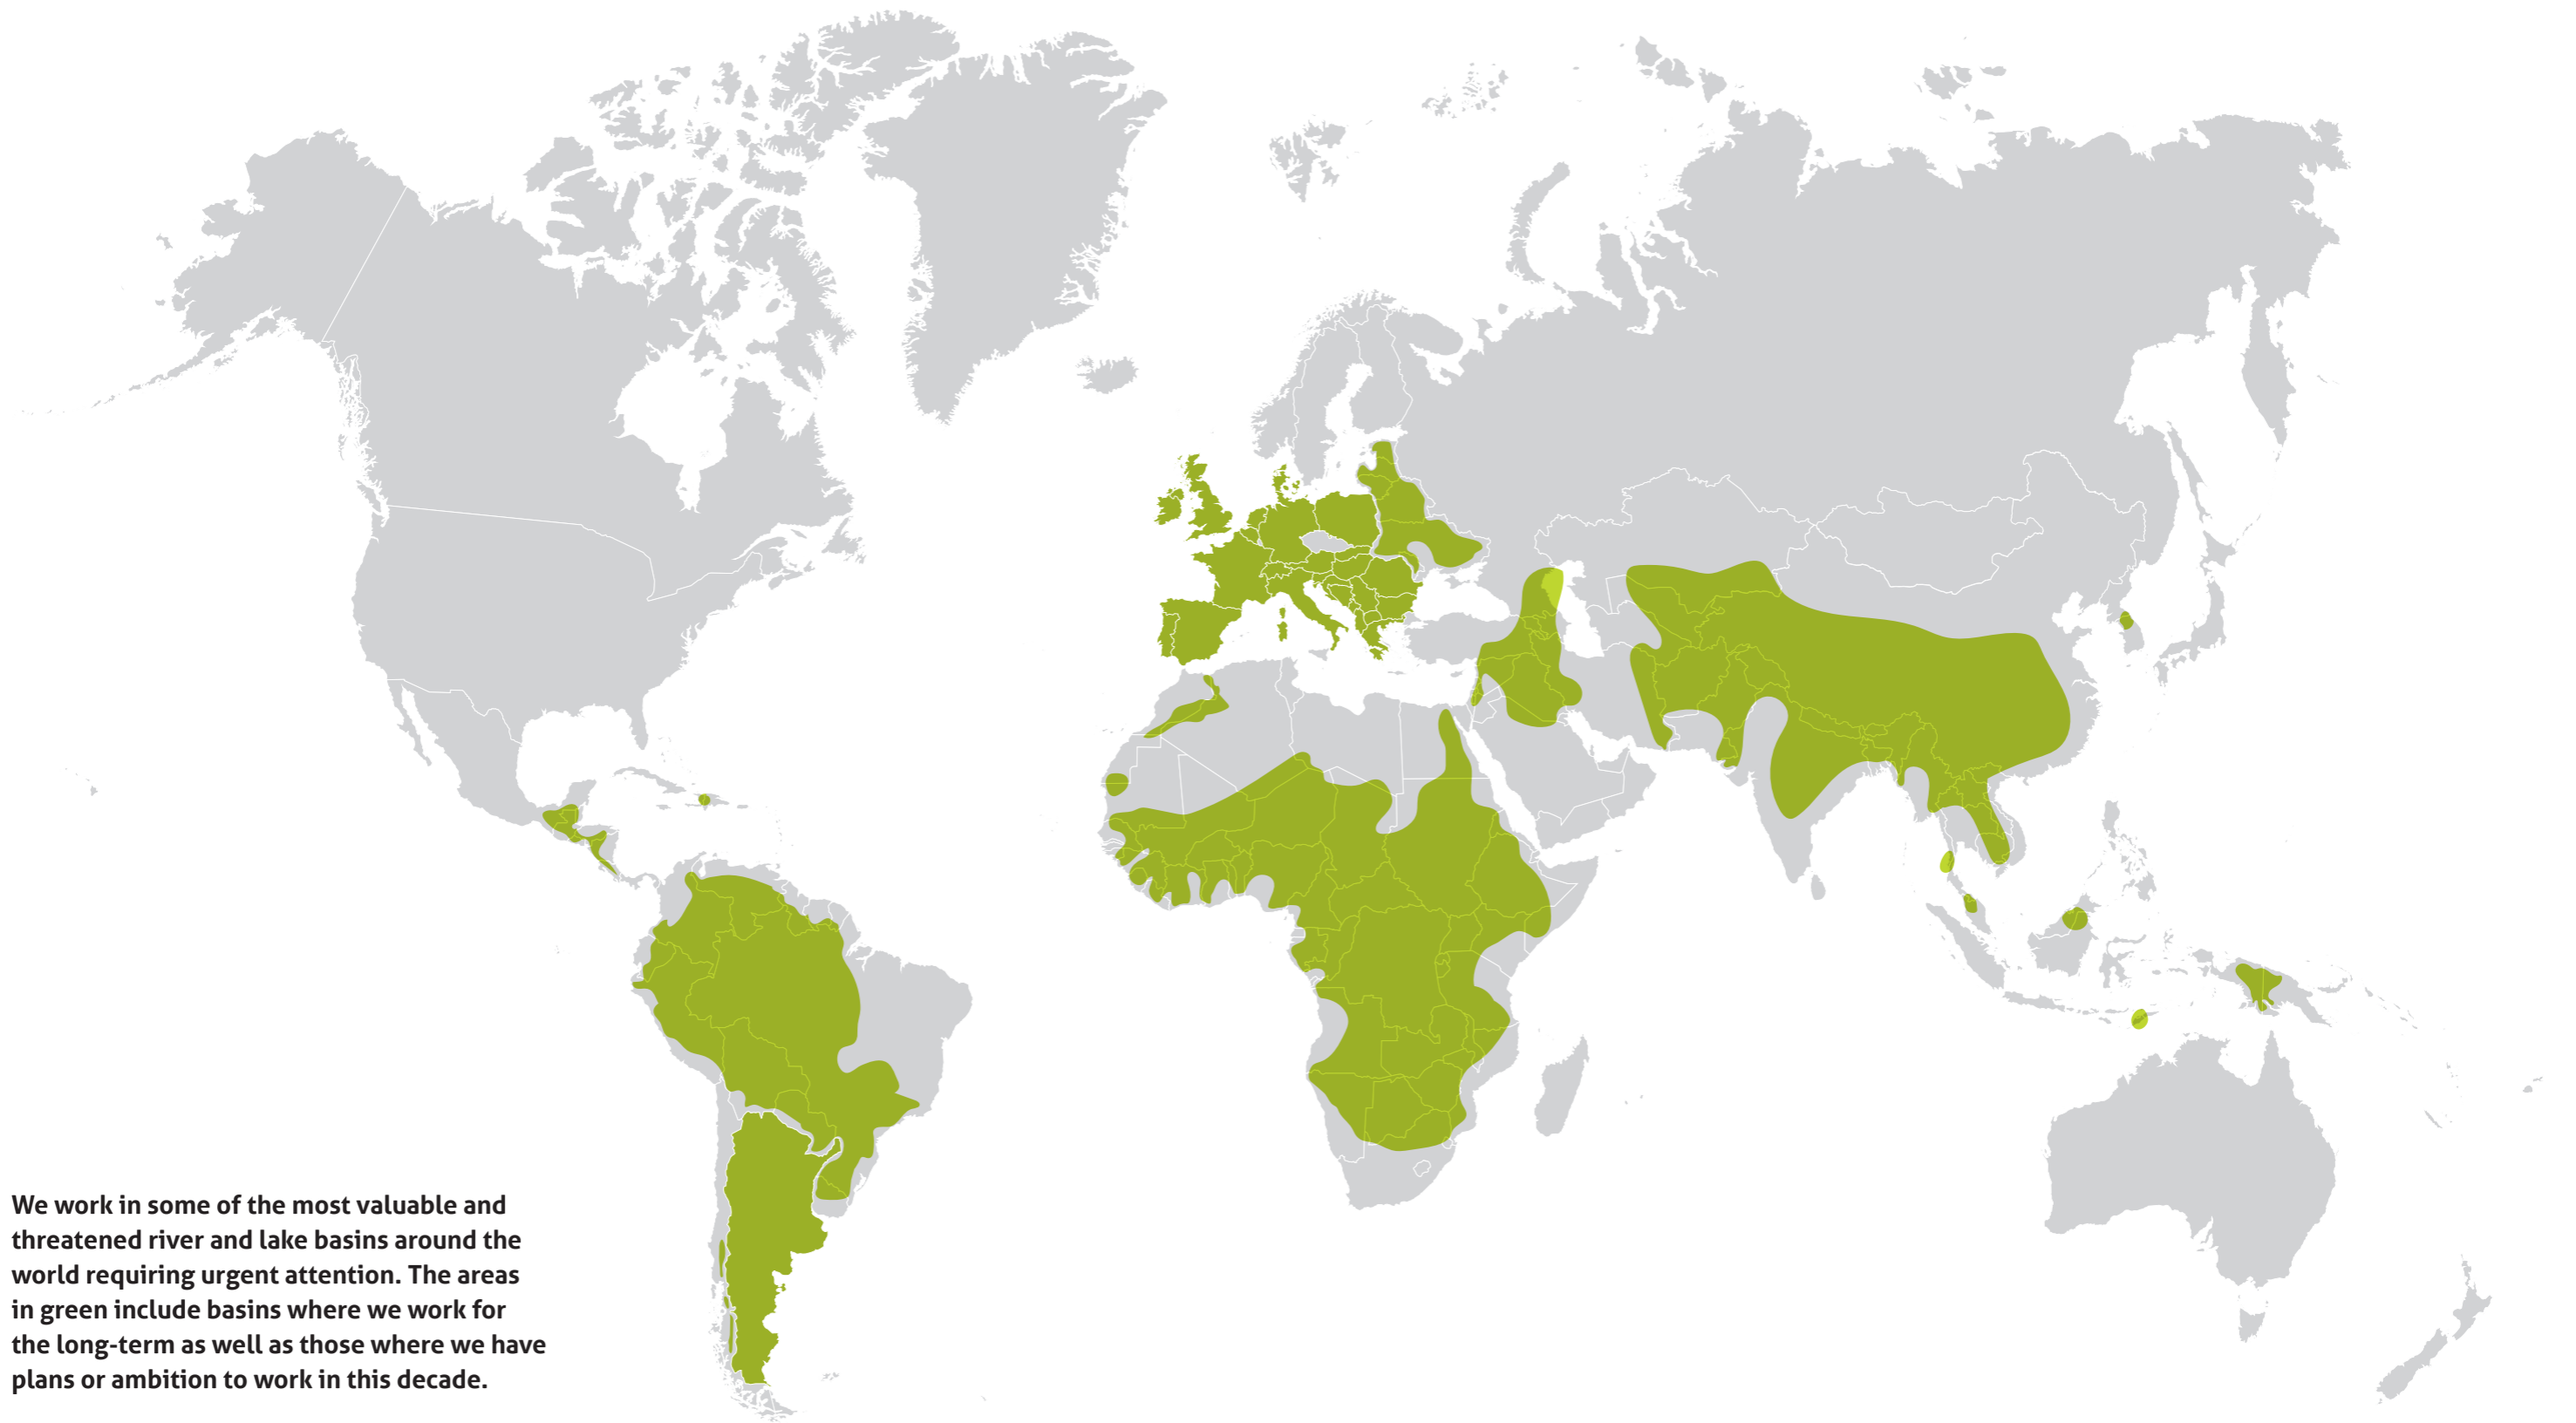 We work in some of the most valuable and
threatened river and lake basins around the
world requiring urgent attention. The areas
in green include basins where we work for
the long-term as well as those where we have
plans or ambition to work in this decade.